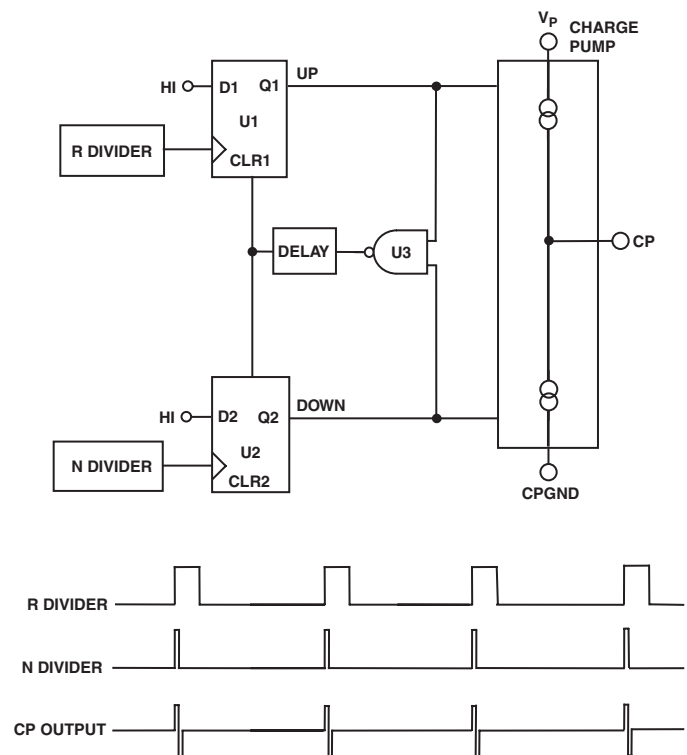 VP
CHARGE
PUMP
HI
D1
Q1
UP
U1
R DIVIDER
CLR1
DELAY
U3
CP
HI
D2
Q2
DOWN
U2
N DIVIDER
CLR2
CPGND
R DIVIDER
N DIVIDER
CP OUTPUT